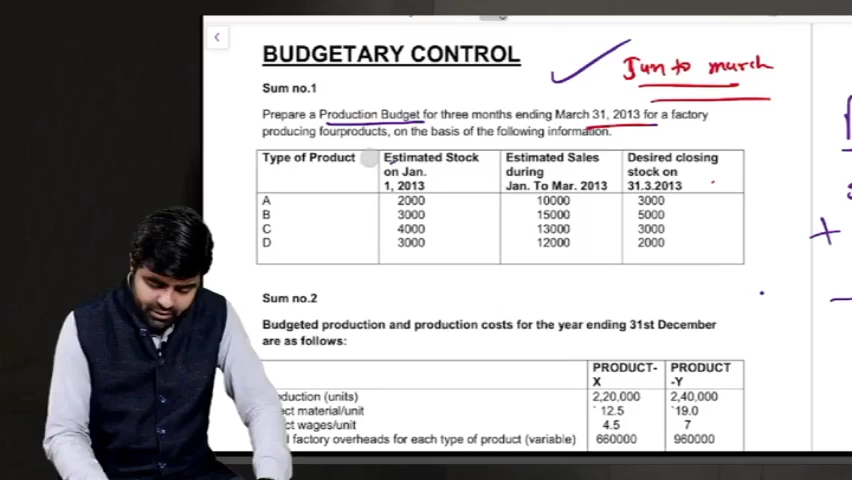 BUDGETARY CONTROL
Jan to march
Sum no.1
Prepare a Production Budget for three months ending March 31, 2013 for a factory
producing fourproducts, on the basis of the following information.
Type of Product Estimated Stock on Jan. 1, 2013 Estimated Sales during Jan. To Mar. 2013 Desired closing stock on 31.3.2013
A 2000 10000 3000
B 3000 15000 5000
C 4000 13000 3000
D 3000 12000 2000
Sum no.2
Budgeted production and production costs for the year ending 31st December
are as follows:
PRODUCT-X PRODUCT-Y
(units) 2,20,000 2,40,000
material/unit ` 12.5 `19.0
wages/unit 4.5 7
factory overheads for each type of product (variable) 660000 960000
+